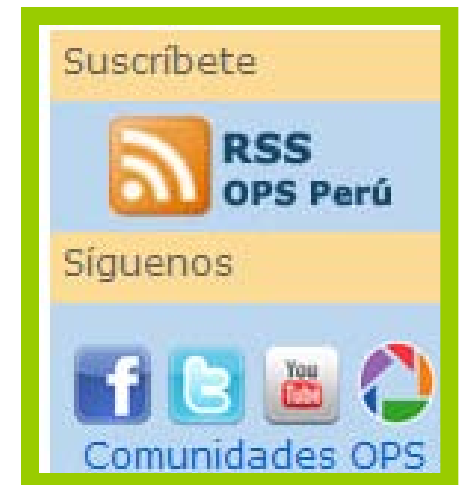 Suscríbete
RSS
OPS Perú
Síguenos
f t You
Tube
Comunidades OPS